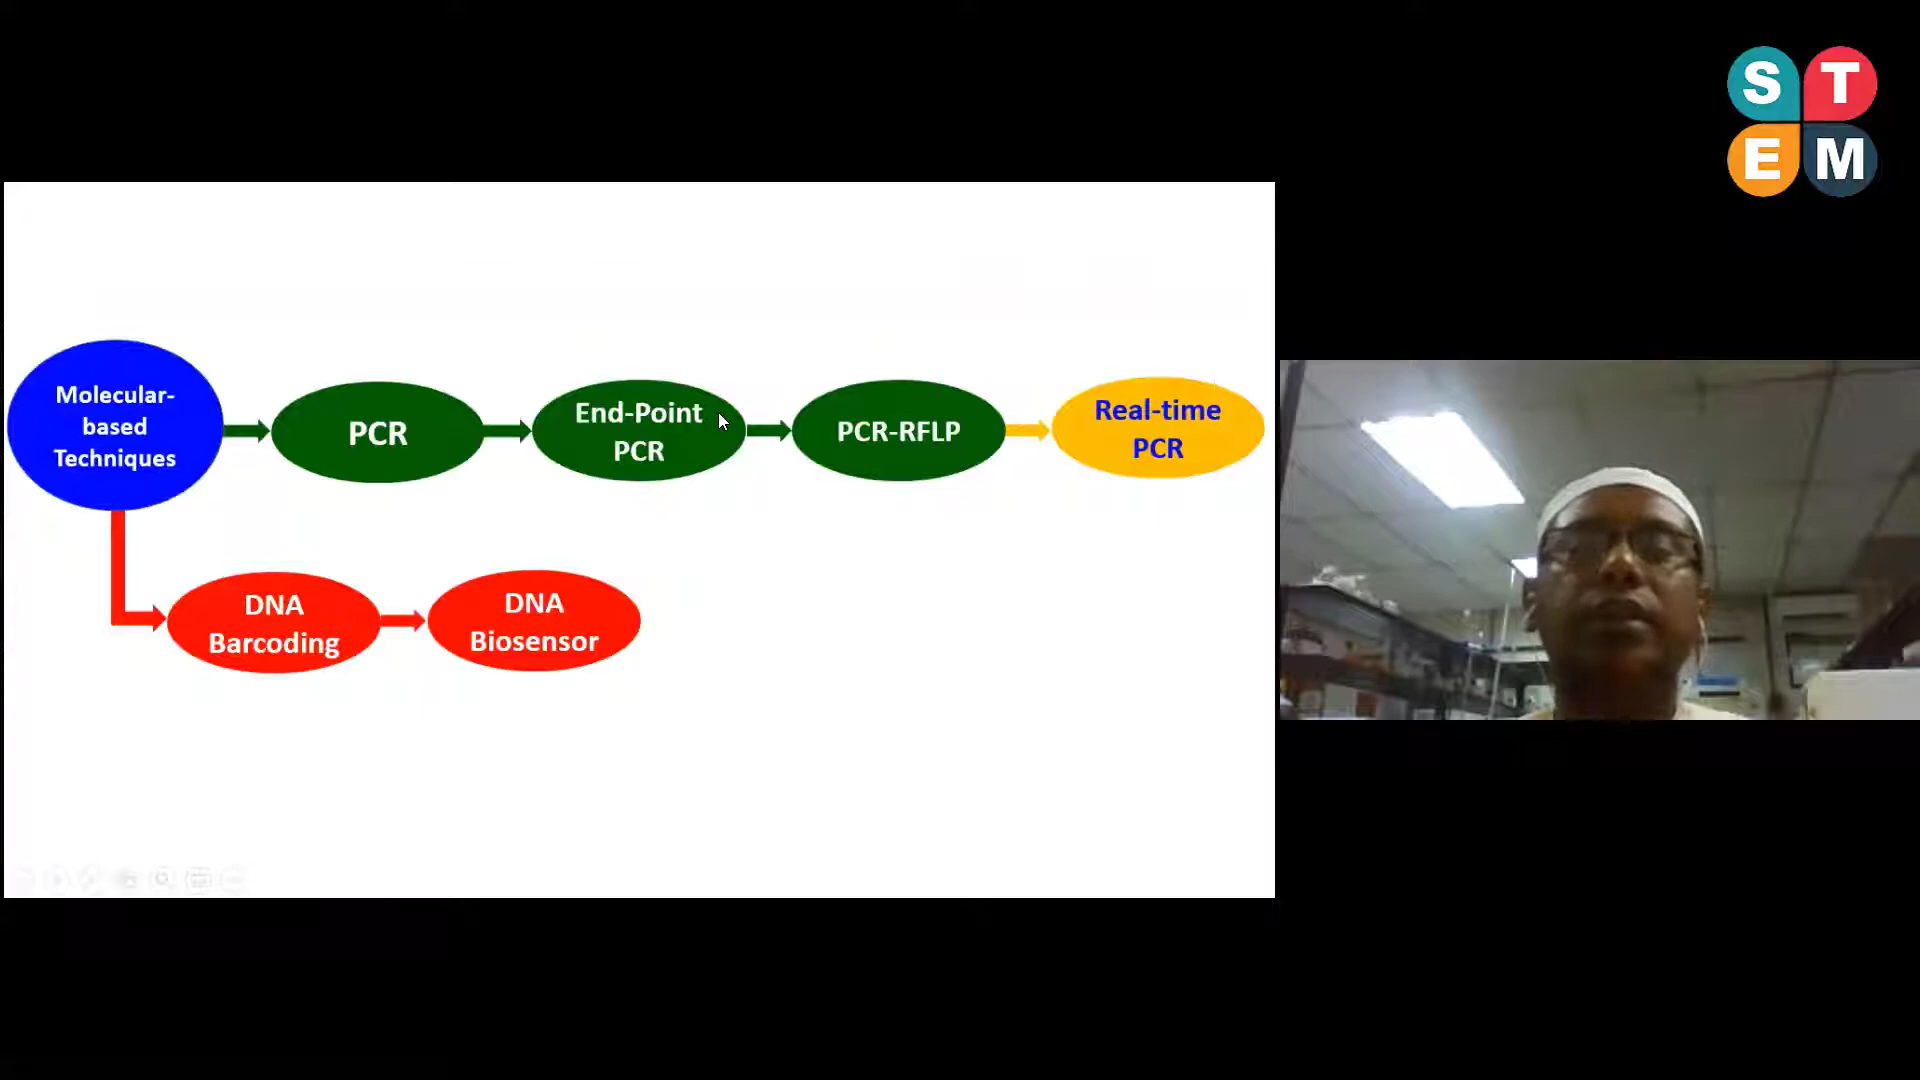 S T
E M
Molecular-
based
Techniques
PCR
End-Point
PCR
PCR-RFLP
Real-time
PCR
DNA
Barcoding
DNA
Biosensor